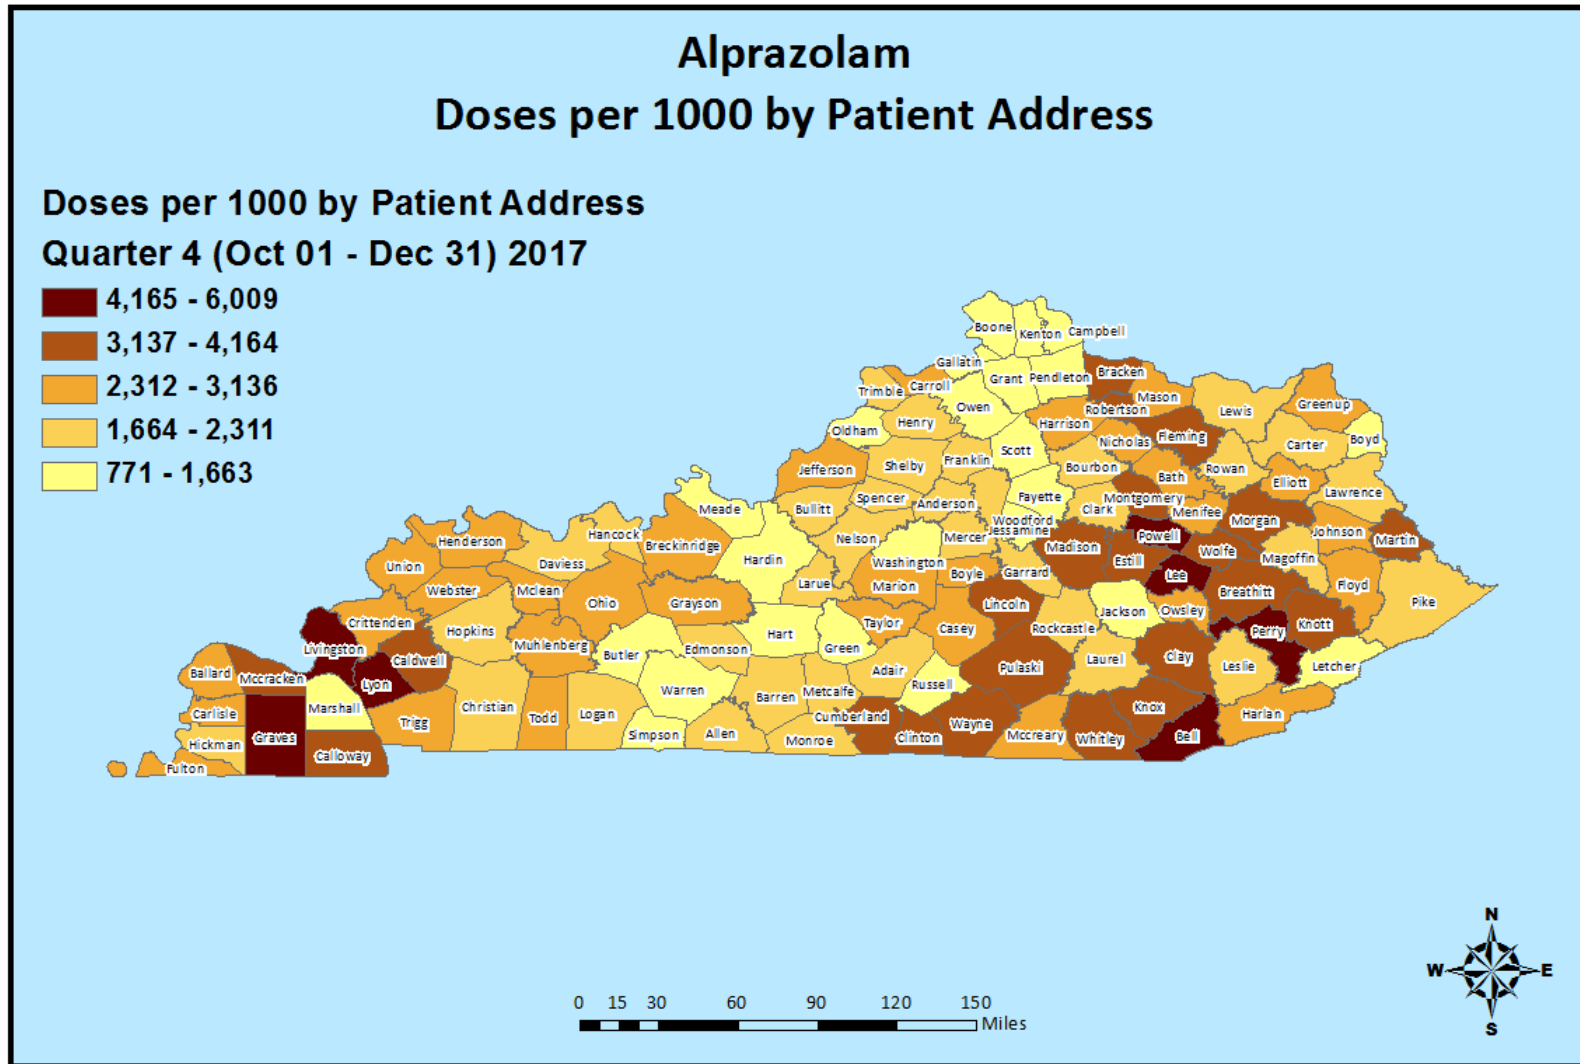 Alprazolam
Doses per 1000 by Patient Address
Doses per 1000 by Patient Address
Quarter 4 (Oct 01 - Dec 31) 2017
4,165 - 6,009
3,137 - 4,164
2,312 - 3,136
1,664 - 2,311
771 - 1,663
Boone
Kenton
Campbell
Gallatin
Grant
Pendleton
Bracken
Trimble
Carroll
Owen
Mason
Robertson
Lewis
Greenup
Oldham
Henry
Harrison
Nicholas
Fleming
Carter
Boyd
Jefferson
Shelby
Franklin
Scott
Bourbon
Bath
Rowan
Elliott
Lawrence
Meade
Bullitt
Spencer
Anderson
Fayette
Woodford
Jessamine
Clark
Montgomery
Menifee
Morgan
Johnson
Martin
Henderson
Hancock
Breckinridge
Daviess
Hardin
Nelson
Washington
Mercer
Madison
Powell
Estill
Wolfe
Magoffin
Union
Webster
Mclean
Ohio
Grayson
Larue
Marion
Boyle
Garrard
Lee
Breathitt
Floyd
Pike
Crittenden
Hopkins
Muhlenberg
Butler
Edmonson
Hart
Green
Taylor
Casey
Lincoln
Rockcastle
Jackson
Owsley
Perry
Knott
Livingston
Caldwell
Lyon
Ballard
Mccracken
Marshall
Warren
Barren
Metcalfe
Adair
Russell
Pulaski
Laurel
Clay
Leslie
Letcher
Carlisle
Graves
Trigg
Christian
Todd
Logan
Simpson
Allen
Monroe
Cumberland
Clinton
Wayne
Mccreary
Whitley
Knox
Bell
Harlan
Hickman
Fulton
Calloway
N
W
E
S
0 15 30 60 90 120 150
Miles